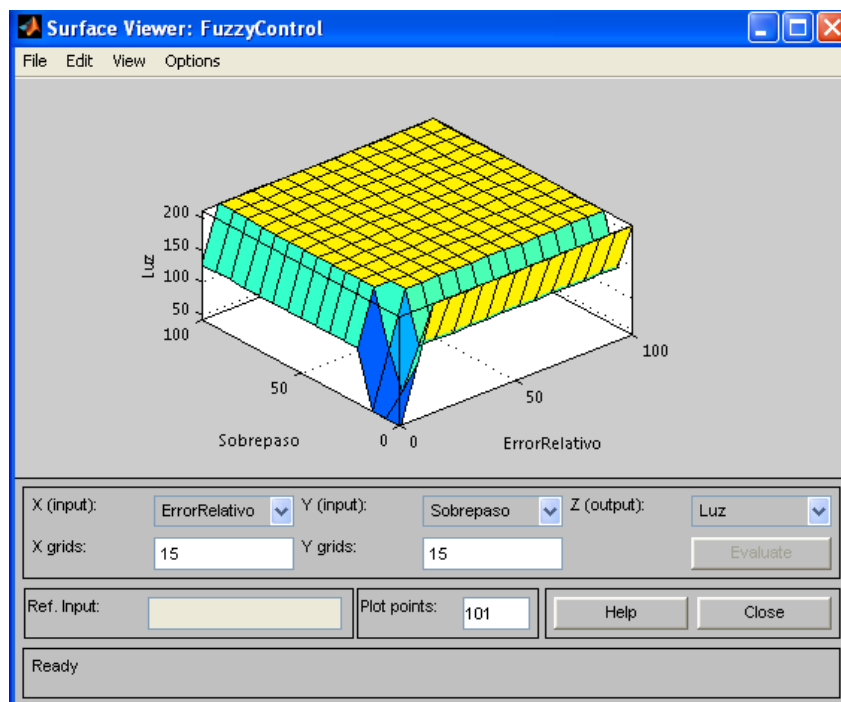 Surface Viewer: FuzzyControl
File Edit View Options
200
150
100
50
Luz
100
50
0
Sobrepaso
0
50
100
ErrorRelativo
X (input): ErrorRelativo Y (input): Sobrepaso Z (output): Luz
X grids: 15 Y grids: 15 Evaluate
Ref. Input: Plot points: 101 Help Close
Ready